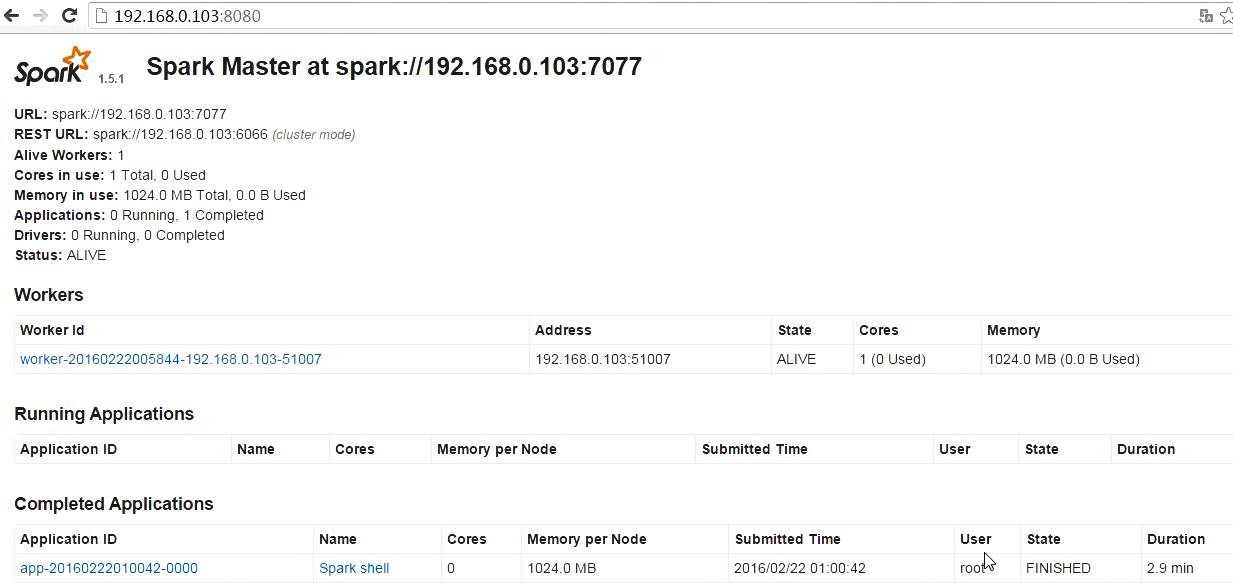 192.168.0.103:8080
Spark 1.5.1 Spark Master at spark://192.168.0.103:7077
URL: spark://192.168.0.103:7077
REST URL: spark://192.168.0.103:6066 (cluster mode)
Alive Workers: 1
Cores in use: 1 Total, 0 Used
Memory in use: 1024.0 MB Total, 0.0 B Used
Applications: 0 Running, 1 Completed
Drivers: 0 Running, 0 Completed
Status: ALIVE
Workers
Worker Id Address State Cores Memory
worker-20160222005844-192.168.0.103-51007 192.168.0.103:51007 ALIVE 1 (0 Used) 1024.0 MB (0.0 B Used)
Running Applications
Application ID Name Cores Memory per Node Submitted Time User State Duration
Completed Applications
Application ID Name Cores Memory per Node Submitted Time User State Duration
app-20160222010042-0000 Spark shell 0 1024.0 MB 2016/02/22 01:00:42 root FINISHED 2.9 min